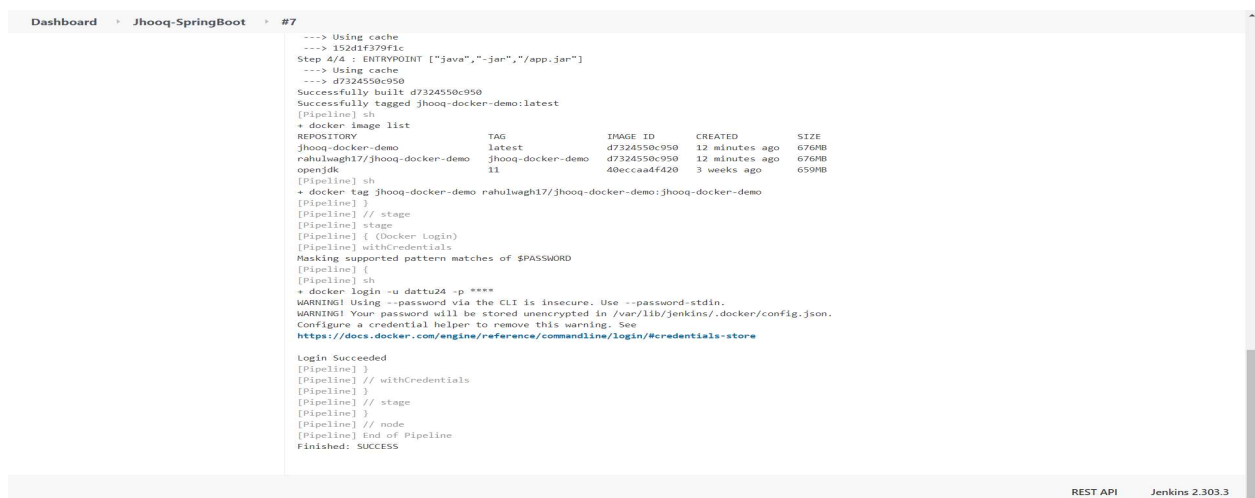 Dashboard Jhooq-SpringBoot #7
---> Using cache
---> 152d1f379f1c
Step 4/4 : ENTRYPOINT ["java","-jar","/app.jar"]
---> Using cache
---> d7324550c950
Successfully built d7324550c950
Successfully tagged jhooq-docker-demo:latest
[Pipeline] sh
+ docker image list
REPOSITORY TAG IMAGE ID CREATED SIZE
jhooq-docker-demo latest d7324550c950 12 minutes ago 676MB
rahulwagh17/jhooq-docker-demo jhooq-docker-demo d7324550c950 12 minutes ago 676MB
openjdk 11 40eccaa4f420 3 weeks ago 659MB
[Pipeline] sh
+ docker tag jhooq-docker-demo rahulwagh17/jhooq-docker-demo:jhooq-docker-demo
[Pipeline] }
[Pipeline] // stage
[Pipeline] stage
[Pipeline] { (Docker Login)
[Pipeline] withCredentials
Masking supported pattern matches of $PASSWORD
[Pipeline] {
[Pipeline] sh
+ docker login -u dattu24 -p ****
WARNING! Using --password via the CLI is insecure. Use --password-stdin.
WARNING! Your password will be stored unencrypted in /var/lib/jenkins/.docker/config.json.
Configure a credential helper to remove this warning. See
https://docs.docker.com/engine/reference/commandline/login/#credentials-store
Login Succeeded
[Pipeline] }
[Pipeline] // withCredentials
[Pipeline] }
[Pipeline] // stage
[Pipeline] }
[Pipeline] // node
[Pipeline] End of Pipeline
Finished: SUCCESS
REST API Jenkins 2.303.3